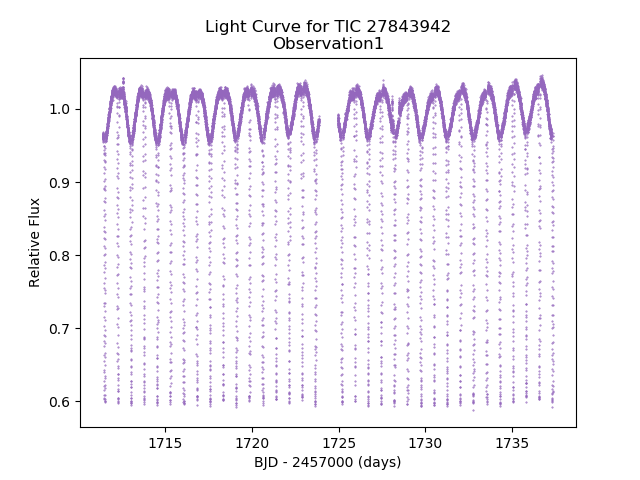 Light Curve for TIC 27843942
Observation1
1.0
0.9
0.8
0.7
0.6
Relative Flux
1715
1720
1725
1730
1735
BJD - 2457000 (days)